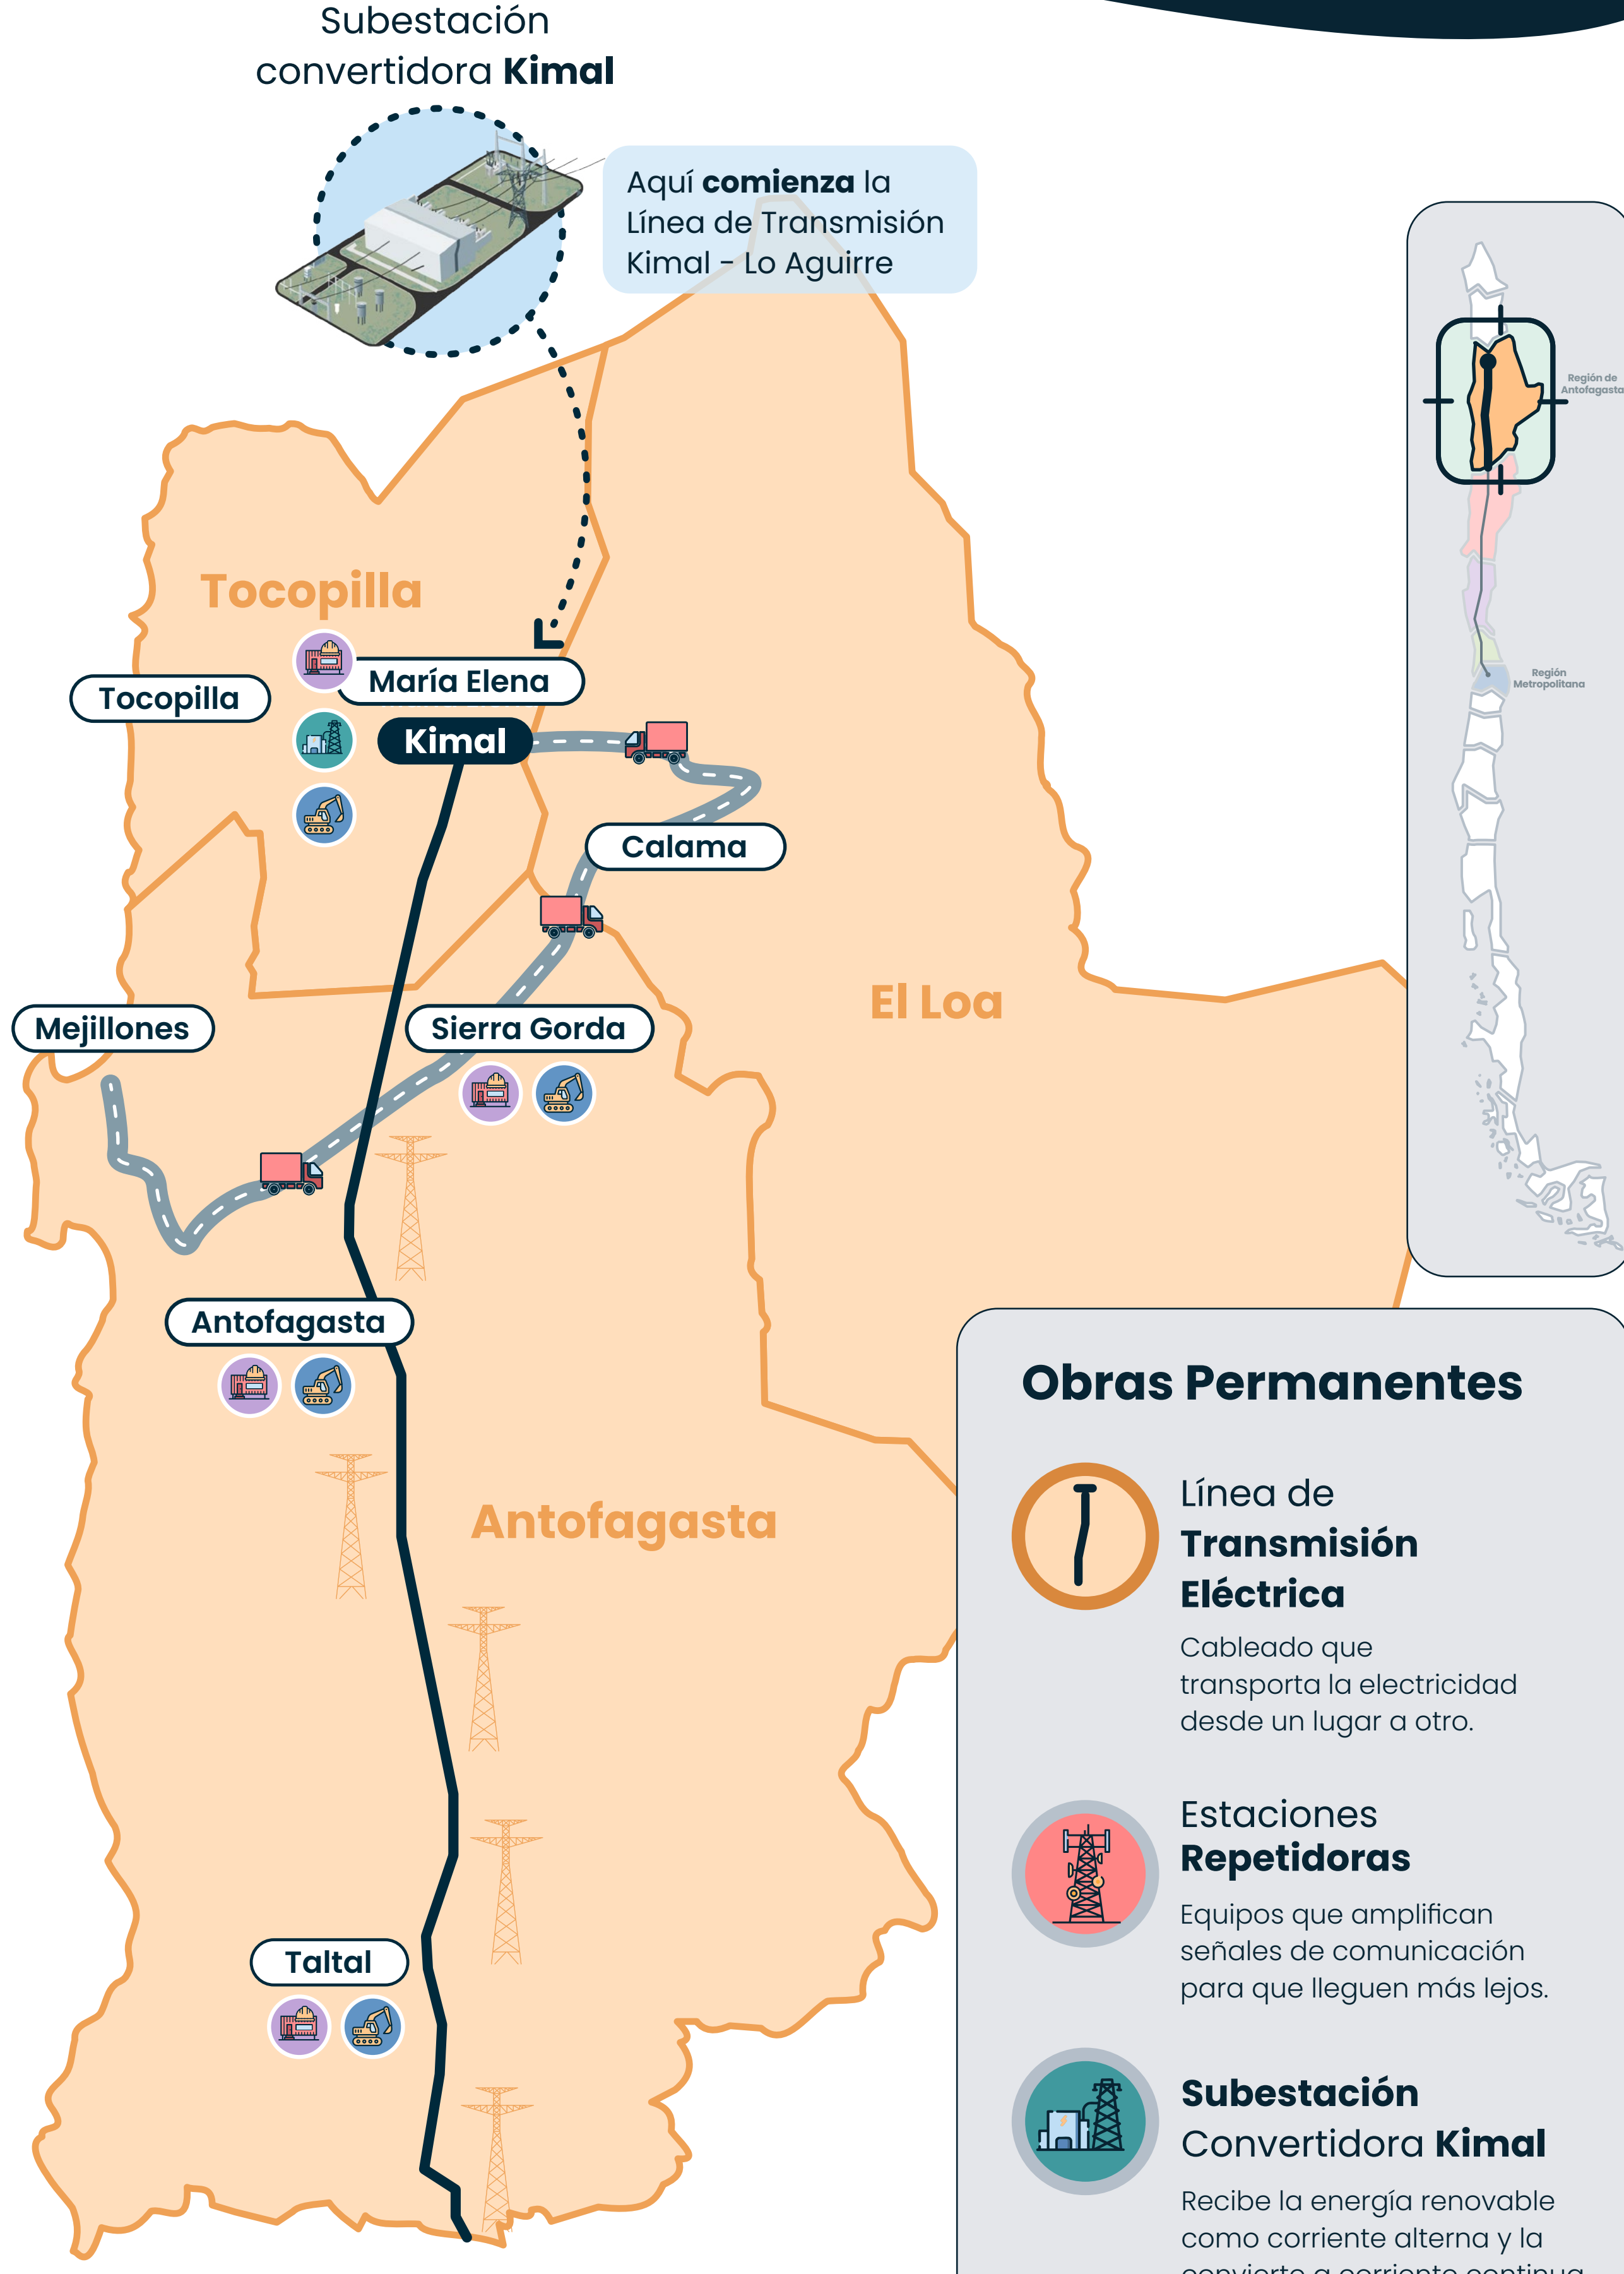 Subestación
convertidora Kimal
Aquí comienza la
Línea de Transmisión
Kimal - Lo Aguirre
Región de
Antofagasta
Región
Metropolitana
Tocopilla
Tocopilla
María Elena
Kimal
Calama
El Loa
Mejillones
Sierra Gorda
Antofagasta
Antofagasta
Taltal
Obras Permanentes
Línea de
Transmisión
Eléctrica
Cableado que
transporta la electricidad
desde un lugar a otro.
Estaciones
Repetidoras
Equipos que amplifican
señales de comunicación
para que lleguen más lejos.
Subestación
Convertidora Kimal
Recibe la energía renovable
como corriente alterna y la
convierte a corriente continua